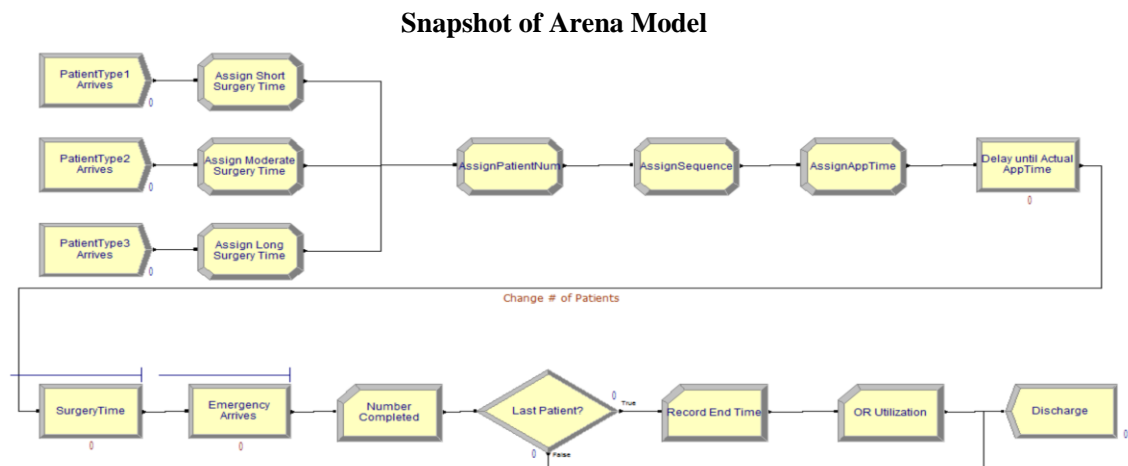 Snapshot of Arena Model
PatientType1
Arrives
0
Assign Short
Surgery Time
PatientType2
Arrives
0
Assign Moderate
Surgery Time
AssignPatientNum
AssignSequence
AssignAppTime
Delay until Actual
AppTime
0
PatientType3
Arrives
0
Assign Long
Surgery Time
Change # of Patients
SurgeryTime
0
Emergency
Arrives
0
Number
Completed
Last Patient?
0
True
0
False
Record End Time
OR Utilization
Discharge
0